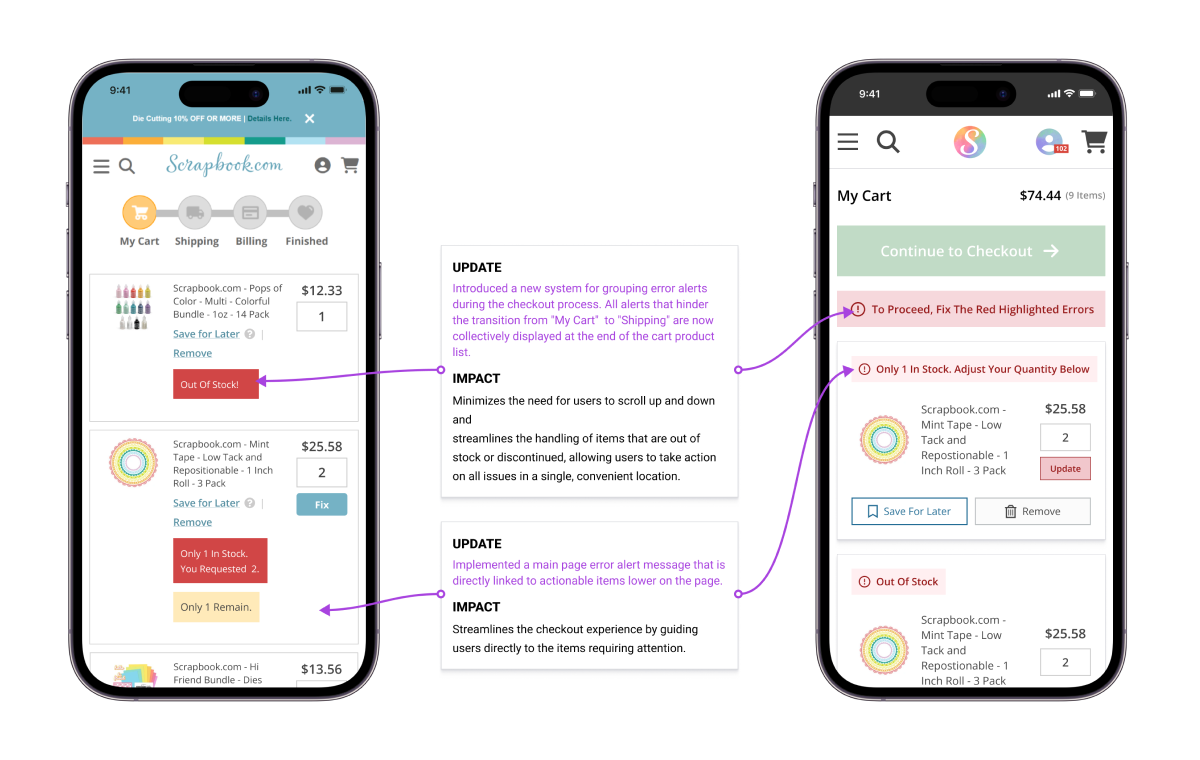 9:41
Die Cutting 10% OFF OR MORE | Details Here.
Scrapbook.com
My Cart Shipping Billing Finished
Scrapbook.com - Pops of
Color - Multi - Colorful
Bundle - 1oz - 14 Pack
$12.33
1
Save for Later ? |
Remove
Out Of Stock!
Scrapbook.com - Mint
Tape - Low Tack and
Repositionable - 1 Inch
Roll - 3 Pack
$25.58
2
Fix
Save for Later ? |
Remove
Only 1 In Stock.
You Requested 2.
Only 1 Remain.
Scrapbook.com - Hi
Friend Bundle - Dies
$13.56
UPDATE
Introduced a new system for grouping error alerts
during the checkout process. All alerts that hinder
the transition from "My Cart" to "Shipping" are now
collectively displayed at the end of the cart product
list.
IMPACT
Minimizes the need for users to scroll up and down
and
streamlines the handling of items that are out of
stock or discontinued, allowing users to take action
on all issues in a single, convenient location.
UPDATE
Implemented a main page error alert message that is
directly linked to actionable items lower on the page.
IMPACT
Streamlines the checkout experience by guiding
users directly to the items requiring attention.
9:41
S
102
My Cart
$74.44 (9 Items)
Continue to Checkout
To Proceed, Fix The Red Highlighted Errors
Only 1 In Stock. Adjust Your Quantity Below
Scrapbook.com -
Mint Tape - Low
Tack and
Repostionable - 1
Inch Roll - 3 Pack
$25.58
2
Update
Save For Later
Remove
Out Of Stock
Scrapbook.com -
Mint Tape - Low
Tack and
Repostionable - 1
Inch Roll - 3 Pack
$25.58
2